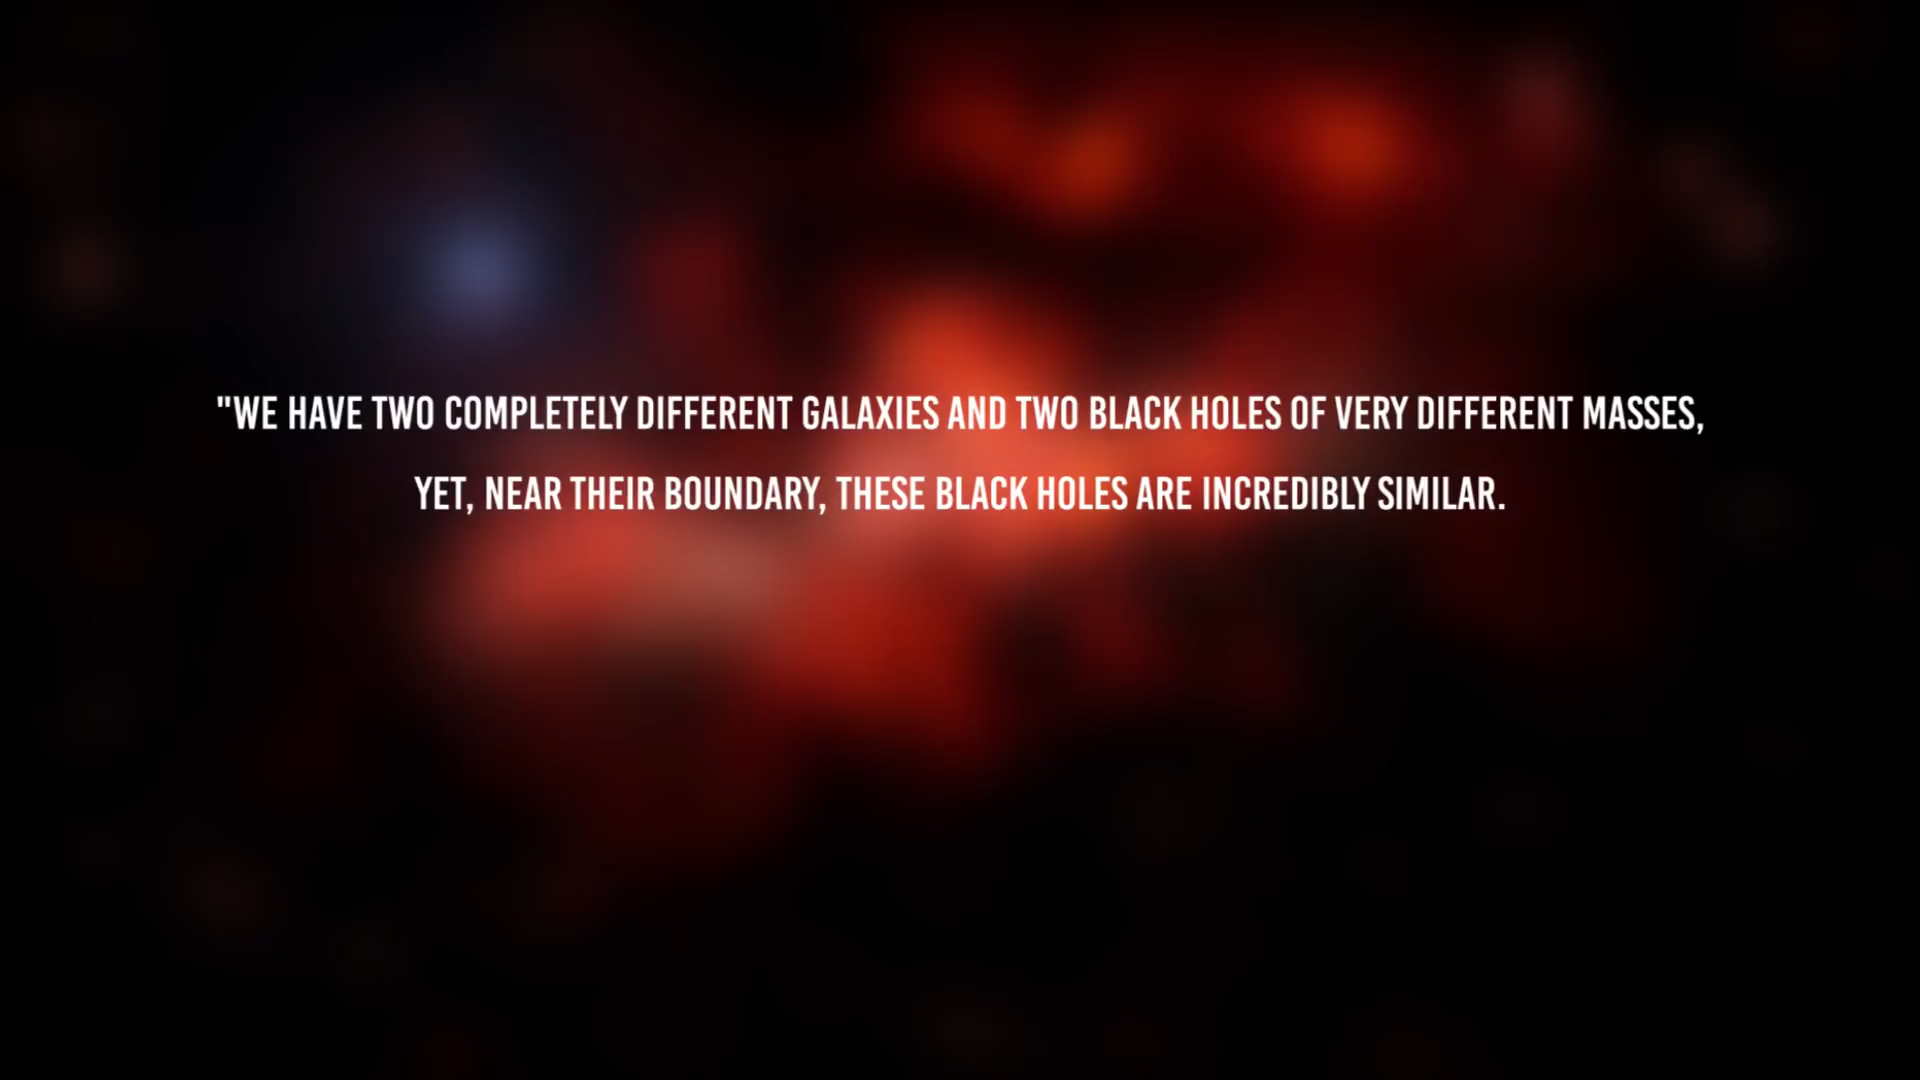 "WE HAVE TWO COMPLETELY DIFFERENT GALAXIES AND TWO BLACK HOLES OF VERY DIFFERENT MASSES,
YET, NEAR THEIR BOUNDARY, THESE BLACK HOLES ARE INCREDIBLY SIMILAR.